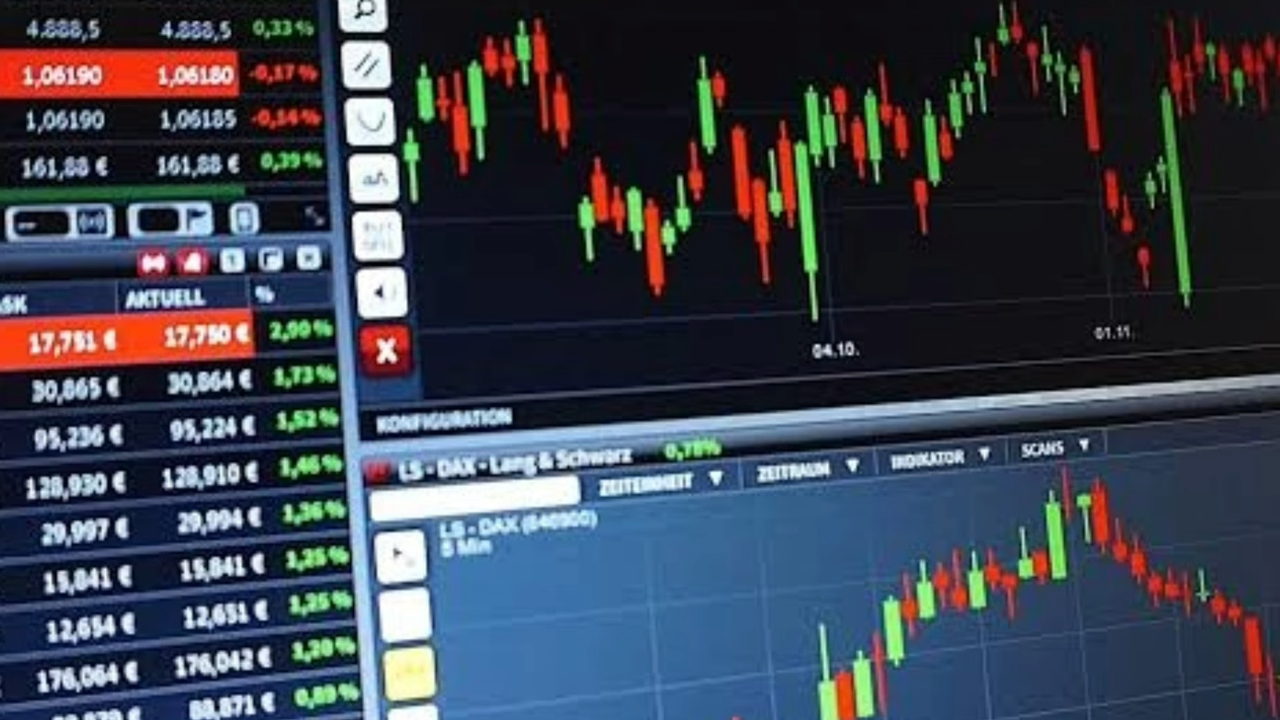 4.888,5 4.888,5 0,33%
1,06190 1,06180 -0,17%
1,06190 1,06185 -0,14%
161,88 € 161,88 € 0,39%
AKTUELL %
17,751 € 17,750 € 2,90%
30,865 € 30,864 € 1,73%
95,236 € 95,224 € 1,52%
128,930 € 128,910 € 1,46%
29,997 € 29,994 € 1,36%
15,841 € 15,841 € 1,25%
12,654 € 12,651 € 1,25%
176,064 € 176,042 € 1,20%
88,871 € 0,89%
X
04.10.
01.11.
KONFIGURATION
LS - DAX - Lang & Schwarz 0,78%
ZEITEINHEIT ▼ ZEITRAUM ▼ INDIKATOR ▼ SCANS ▼
LS - DAX (840900)
5 Min